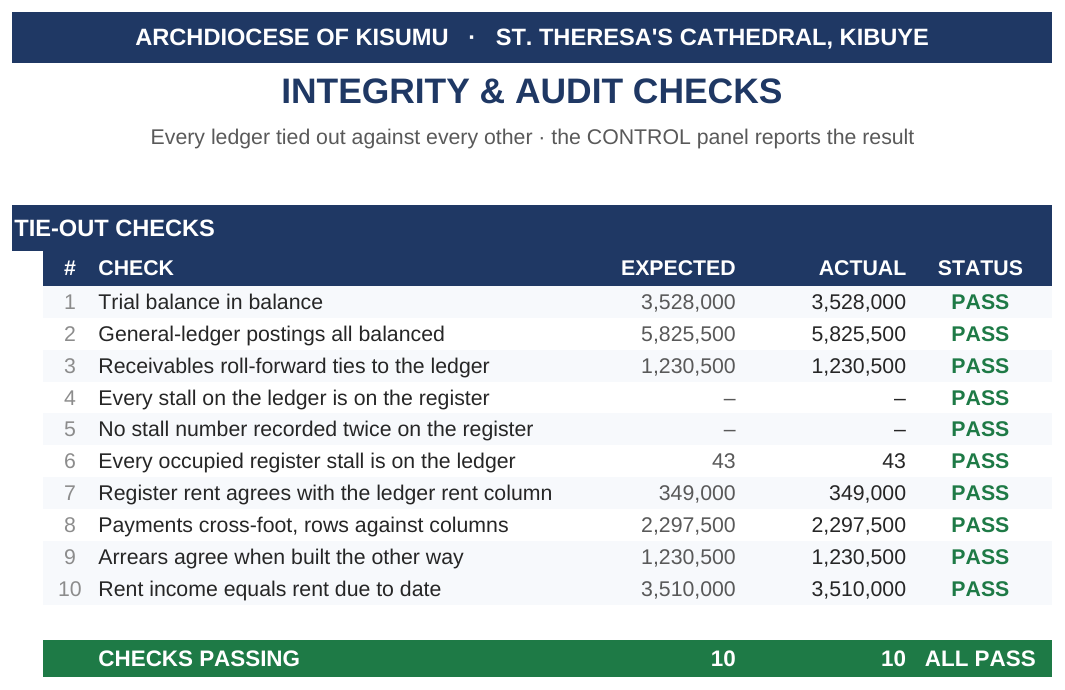 ARCHDIOCESE OF KISUMU · ST. THERESA'S CATHEDRAL, KIBUYE
INTEGRITY & AUDIT CHECKS
Every ledger tied out against every other · the CONTROL panel reports the result
TIE-OUT CHECKS
# CHECK EXPECTED ACTUAL STATUS
1 Trial balance in balance 3,528,000 3,528,000 PASS
2 General-ledger postings all balanced 5,825,500 5,825,500 PASS
3 Receivables roll-forward ties to the ledger 1,230,500 1,230,500 PASS
4 Every stall on the ledger is on the register – – PASS
5 No stall number recorded twice on the register – – PASS
6 Every occupied register stall is on the ledger 43 43 PASS
7 Register rent agrees with the ledger rent column 349,000 349,000 PASS
8 Payments cross-foot, rows against columns 2,297,500 2,297,500 PASS
9 Arrears agree when built the other way 1,230,500 1,230,500 PASS
10 Rent income equals rent due to date 3,510,000 3,510,000 PASS
CHECKS PASSING 10 10 ALL PASS